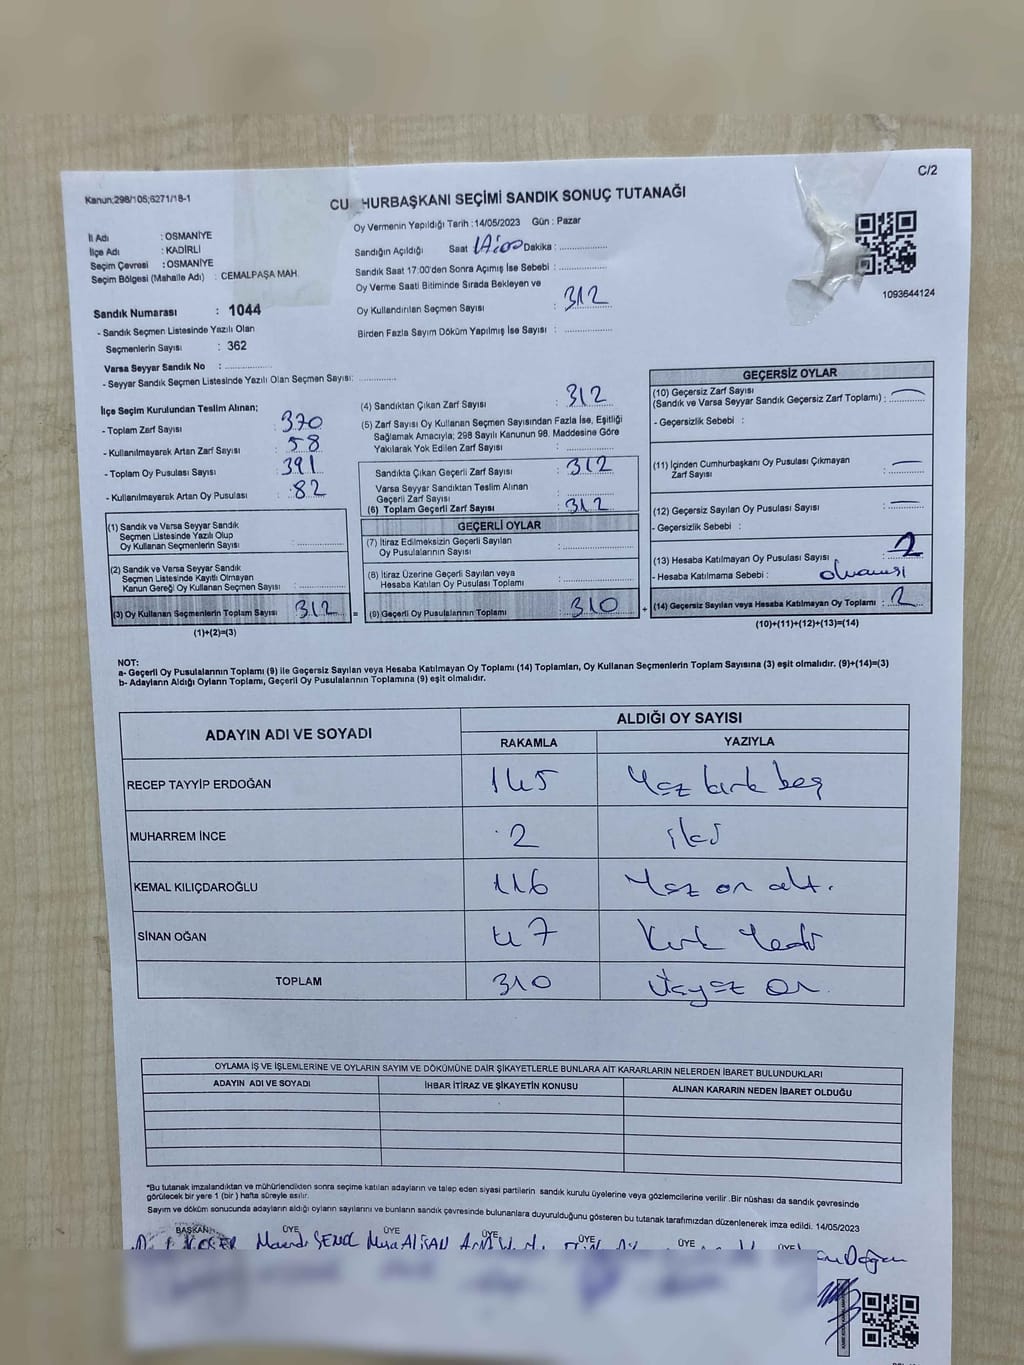 C/2
Kanun;298/105;6271/18-1
CU HURBAŞKANI SEÇİMİ SANDIK SONUÇ TUTANAĞI
İl Adı : OSMANİYE
İlçe Adı : KADİRLİ
Seçim Çevresi : OSMANİYE
Seçim Bölgesi (Mahalle Adı) : CEMALPAŞA MAH.
Oy Vermenin Yapıldığı Tarih :14/05/2023 Gün : Pazar
Sandığın Açıldığı Saat 17:00 Dakika :
Sandık Saat 17:00'den Sonra Açımış İse Sebebi :
Oy Verme Saati Bitiminde Sırada Bekleyen ve
Oy Kullandırılan Seçmen Sayısı : 312
Birden Fazla Sayım Döküm Yapılmış İse Sayısı :
1093644124
Sandık Numarası : 1044
- Sandık Seçmen Listesinde Yazılı Olan
Seçmenlerin Sayısı : 362
Varsa Seyyar Sandık No :
- Seyyar Sandık Seçmen Listesinde Yazılı Olan Seçmen Sayısı:
İlçe Seçim Kurulundan Teslim Alınan;
- Toplam Zarf Sayısı : 370
- Kullanılmayarak Artan Zarf Sayısı : 58
- Toplam Oy Pusulası Sayısı : 391
- Kullanılmayarak Artan Oy Pusulası : 82
(1) Sandık ve Varsa Seyyar Sandık
Seçmen Listesinde Yazılı Olup
Oy Kullanan Seçmenlerin Sayısı :
(2) Sandık ve Varsa Seyyar Sandık
Seçmen Listesinde Kayıtlı Olmayan
Kanun Gereği Oy Kullanan Seçmen Sayısı :
(3) Oy Kullanan Seçmenlerin Toplam Sayısı : 312 =
(1)+(2)=(3)
(4) Sandıktan Çıkan Zarf Sayısı : 312
(5) Zarf Sayısı Oy Kullanan Seçmen Sayısından Fazla İse, Eşitliği
Sağlamak Amacıyla; 298 Sayılı Kanunun 98. Maddesine Göre
Yakılarak Yok Edilen Zarf Sayısı :
Sandıkta Çıkan Geçerli Zarf Sayısı : 312
Varsa Seyyar Sandıktan Teslim Alınan
Geçerli Zarf Sayısı :
(6) Toplam Geçerli Zarf Sayısı : 312
GEÇERLİ OYLAR
(7) İtiraz Edilmeksizin Geçerli Sayılan
Oy Pusulalarının Sayısı :
(8) İtiraz Üzerine Geçerli Sayılan veya
Hesaba Katılan Oy Pusulası Toplamı :
(9) Geçerli Oy Pusulalarının Toplamı : 310 +
GEÇERSİZ OYLAR
(10) Geçersiz Zarf Sayısı
(Sandık ve Varsa Seyyar Sandık Geçersiz Zarf Toplamı) : —
- Geçersizlik Sebebi :
(11) İçinden Cumhurbaşkanı Oy Pusulası Çıkmayan
Zarf Sayısı : —
(12) Geçersiz Sayılan Oy Pusulası Sayısı : —
- Geçersizlik Sebebi :
(13) Hesaba Katılmayan Oy Pusulası Sayısı : 2
- Hesaba Katılmama Sebebi :
(14) Geçersiz Sayılan veya Hesaba Katılmayan Oy Toplamı : 2
(10)+(11)+(12)+(13)=(14)
NOT:
a- Geçerli Oy Pusulalarının Toplamı (9) ile Geçersiz Sayılan veya Hesaba Katılmayan Oy Toplamı (14) Toplamları, Oy Kullanan Seçmenlerin Toplam Sayısına (3) eşit olmalıdır. (9)+(14)=(3)
b- Adayların Aldığı Oyların Toplamı, Geçerli Oy Pusulalarının Toplamına (9) eşit olmalıdır.
ADAYIN ADI VE SOYADI
ALDIĞI OY SAYISI
RAKAMLA YAZIYLA
RECEP TAYYİP ERDOĞAN 145 Yüz kırk beş
MUHARREM İNCE 2 iki
KEMAL KILIÇDAROĞLU 116 Yüz on altı
SİNAN OĞAN 47 Kırk Yedi
TOPLAM 310 Üçyüz on
OYLAMA İŞ VE İŞLEMLERİNE VE OYLARIN SAYIM VE DÖKÜMÜNE DAİR ŞİKAYETLERLE BUNLARA AİT KARARLARIN NELERDEN İBARET BULUNDUKLARI
ADAYIN ADI VE SOYADI İHBAR İTİRAZ VE ŞİKAYETİN KONUSU ALINAN KARARIN NEDEN İBARET OLDUĞU
*Bu tutanak imzalandıktan ve mühürlendikten sonra seçime katılan adayların ve talep eden siyasi partilerin sandık kurulu üyelerine veya gözlemcilerine verilir .Bir nüshası da sandık çevresinde
görülecek bir yere 1 (bir ) hafta süreyle asılır.
Sayım ve döküm sonucunda adayların aldığı oyların sayılarını ve bunların sandık çevresinde bulunanlara duyurulduğunu gösteren bu tutanak tarafımızdan düzenlenerek imza edildi. 14/05/2023
BAŞKAN ÜYE ÜYE ÜYE ÜYE ÜYE ÜYE
ŞENOL Musa ALİŞAN Doğan